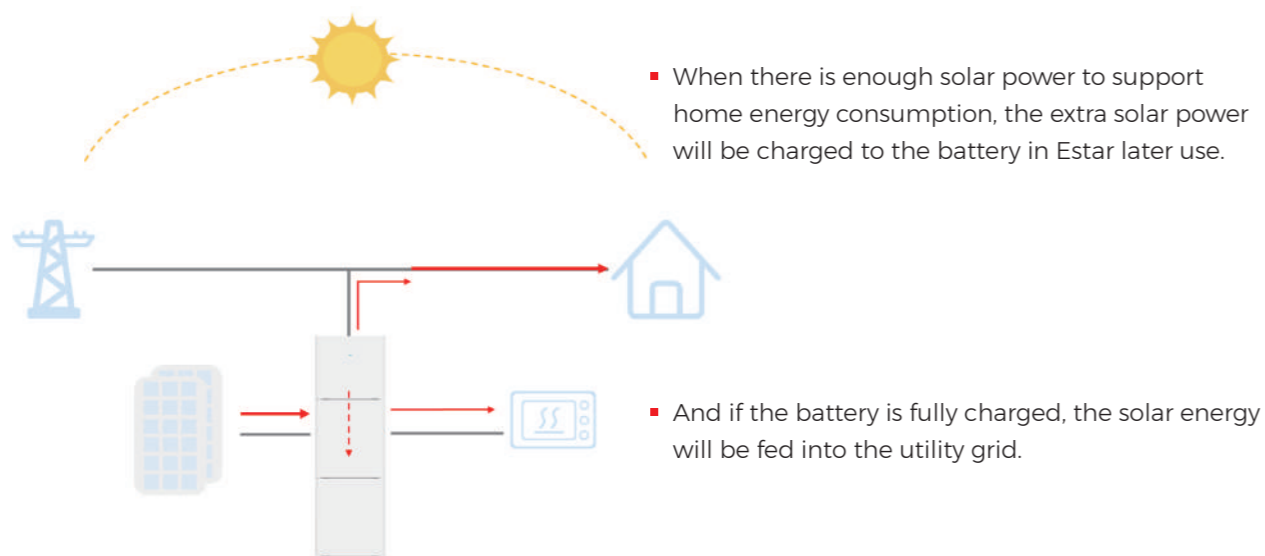 When there is enough solar power to support
home energy consumption, the extra solar power
will be charged to the battery in Estar later use.
And if the battery is fully charged, the solar energy
will be fed into the utility grid.